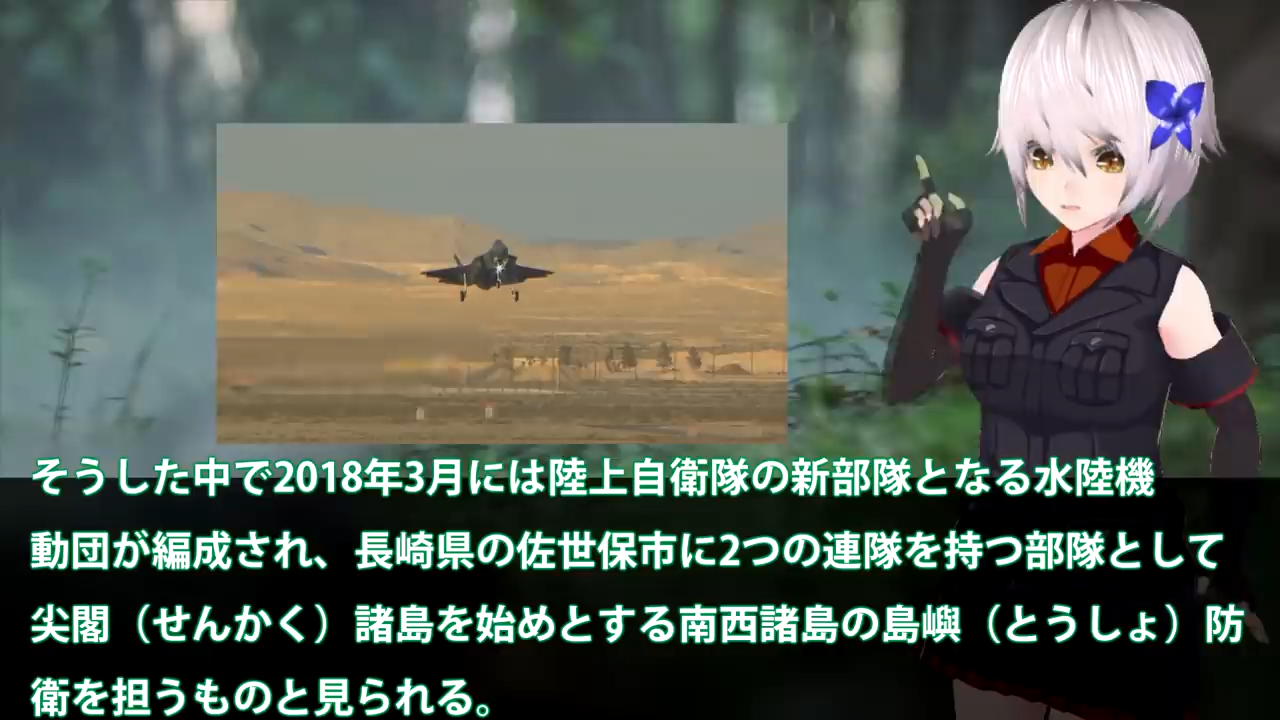 そうした中で2018年3月には陸上自衛隊の新部隊となる水陸機
動団が編成され、長崎県の佐世保市に2つの連隊を持つ部隊として
尖閣（せんかく）諸島を始めとする南西諸島の島嶼（とうしょ）防
衛を担うものと見られる。